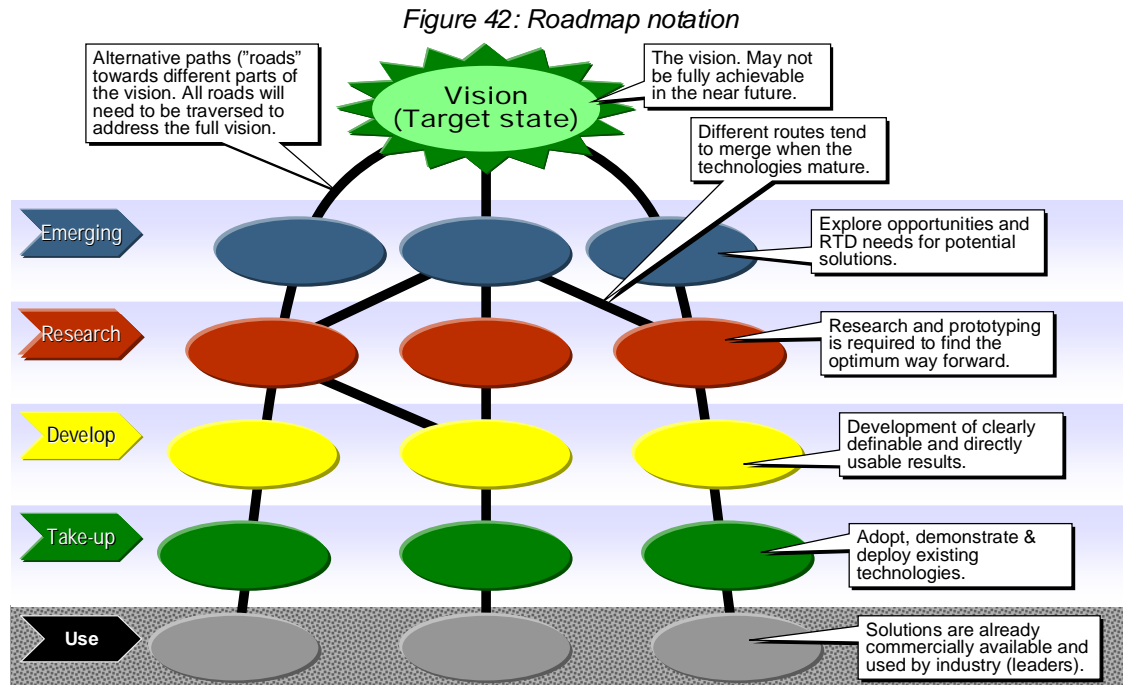 Figure 42: Roadmap notation
Alternative paths ("roads"
towards different parts of
the vision. All roads will
need to be traversed to
address the full vision.
Vision
(Target state)
The vision. May not
be fully achievable
in the near future.
Different routes tend
to merge when the
technologies mature.
Emerging
Explore opportunities and
RTD needs for potential
solutions.
Research
Research and prototyping
is required to find the
optimum way forward.
Develop
Development of clearly
definable and directly
usable results.
Take-up
Adopt, demonstrate &
deploy existing
technologies.
Use
Solutions are already
commercially available and
used by industry (leaders).